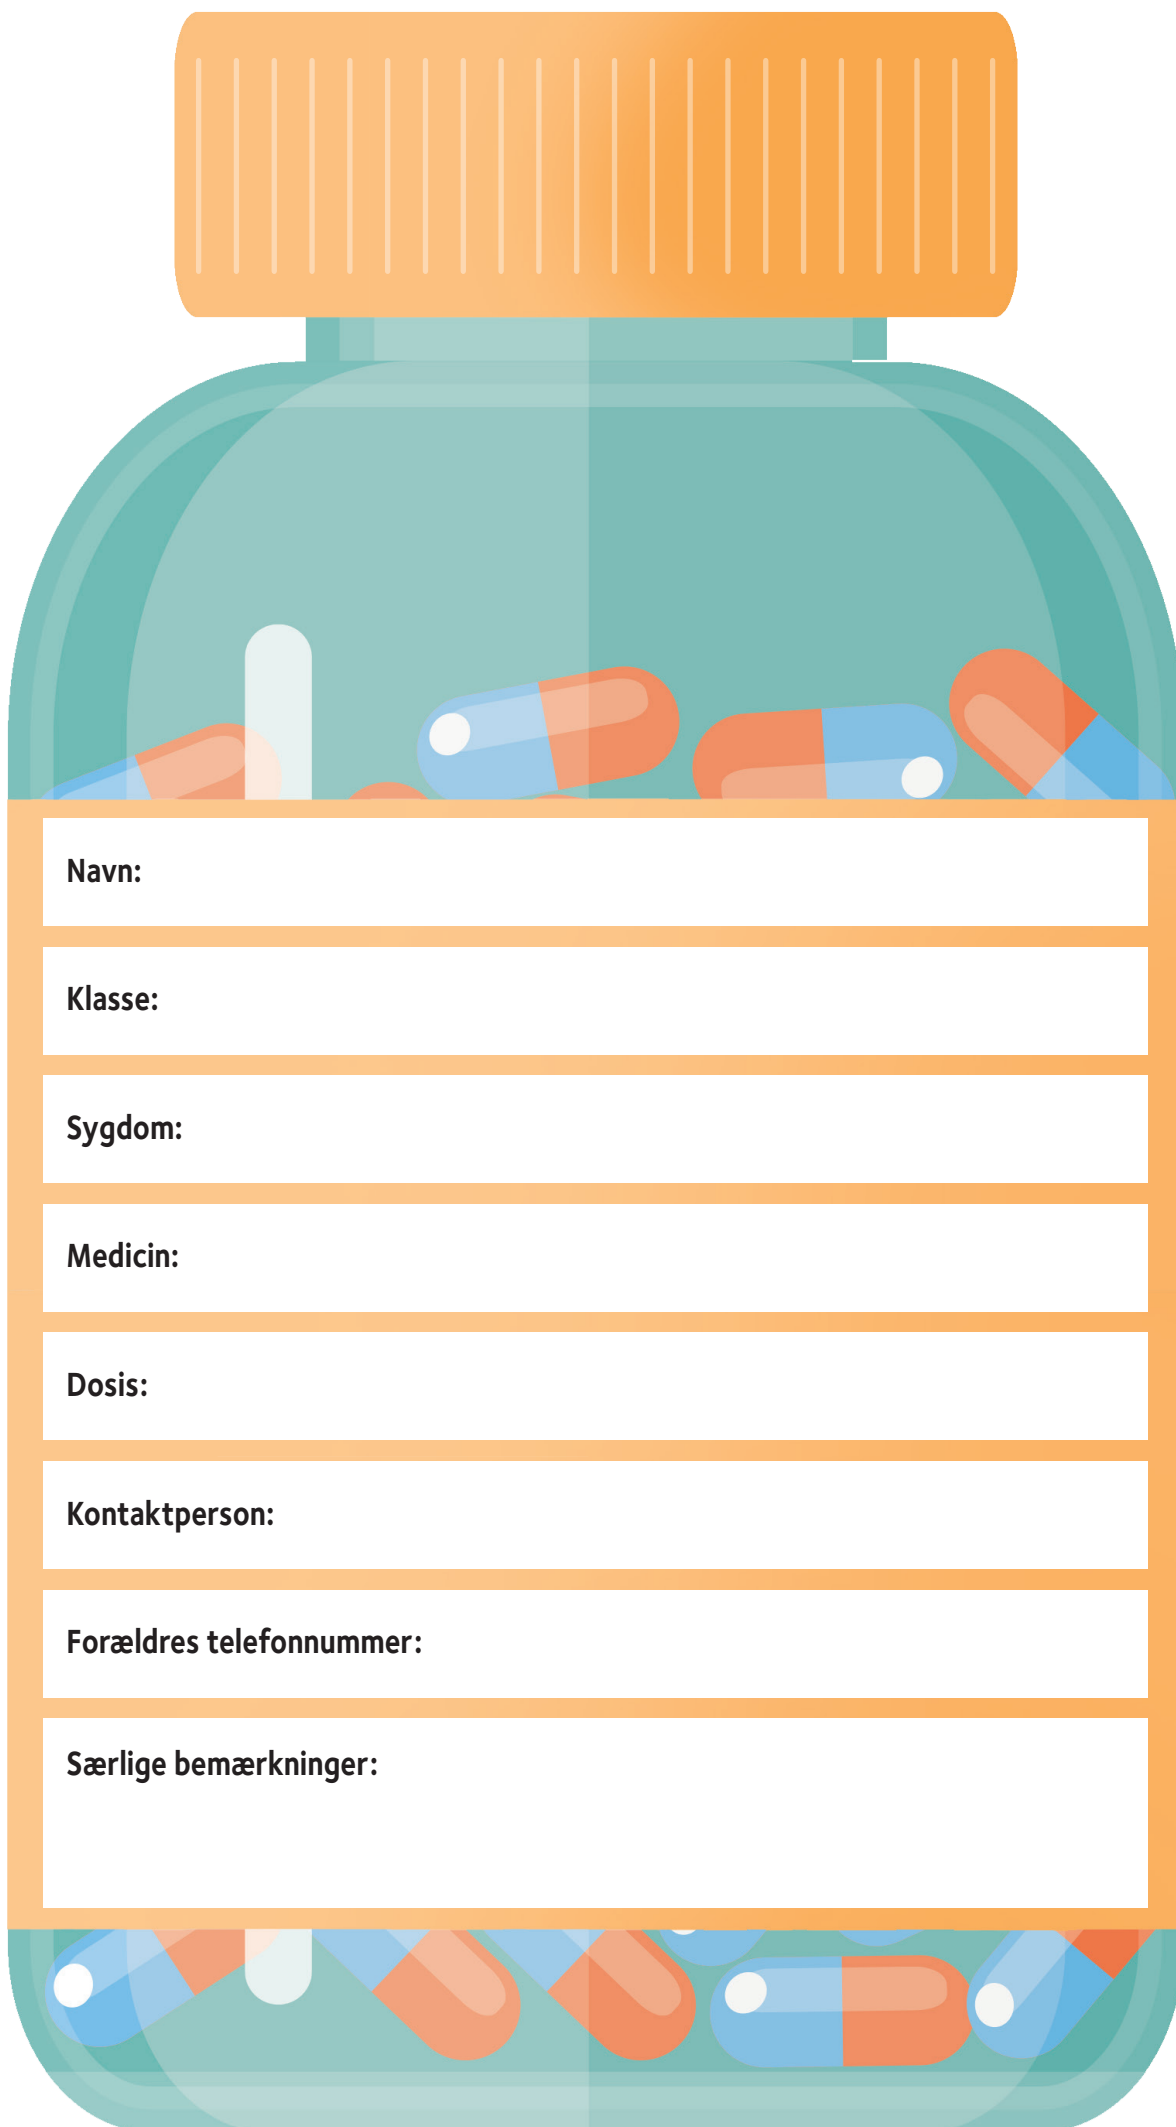 Navn:
Klasse:
Sygdom:
Medicin:
Dosis:
Kontaktperson:
Forældres telefonnummer:
Særlige bemærkninger: